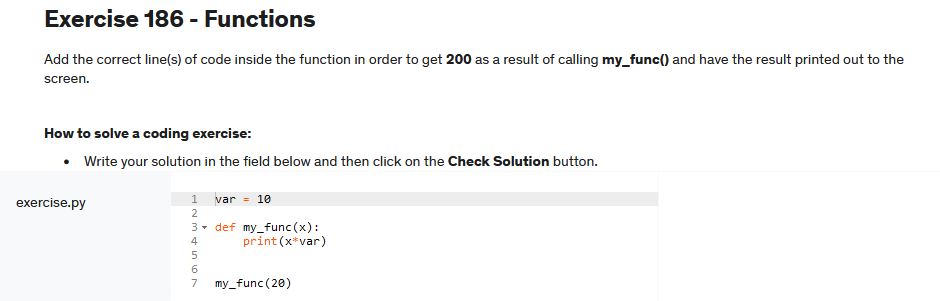 Exercise 186 - Functions
Add the correct line(s) of code inside the function in order to get 200 as a result of calling my_func() and have the result printed out to the
screen.
How to solve a coding exercise:
• Write your solution in the field below and then click on the Check Solution button.
exercise.py
1 var = 10
2
3 def my_func(x):
4     print(x*var)
5
6
7 my_func(20)